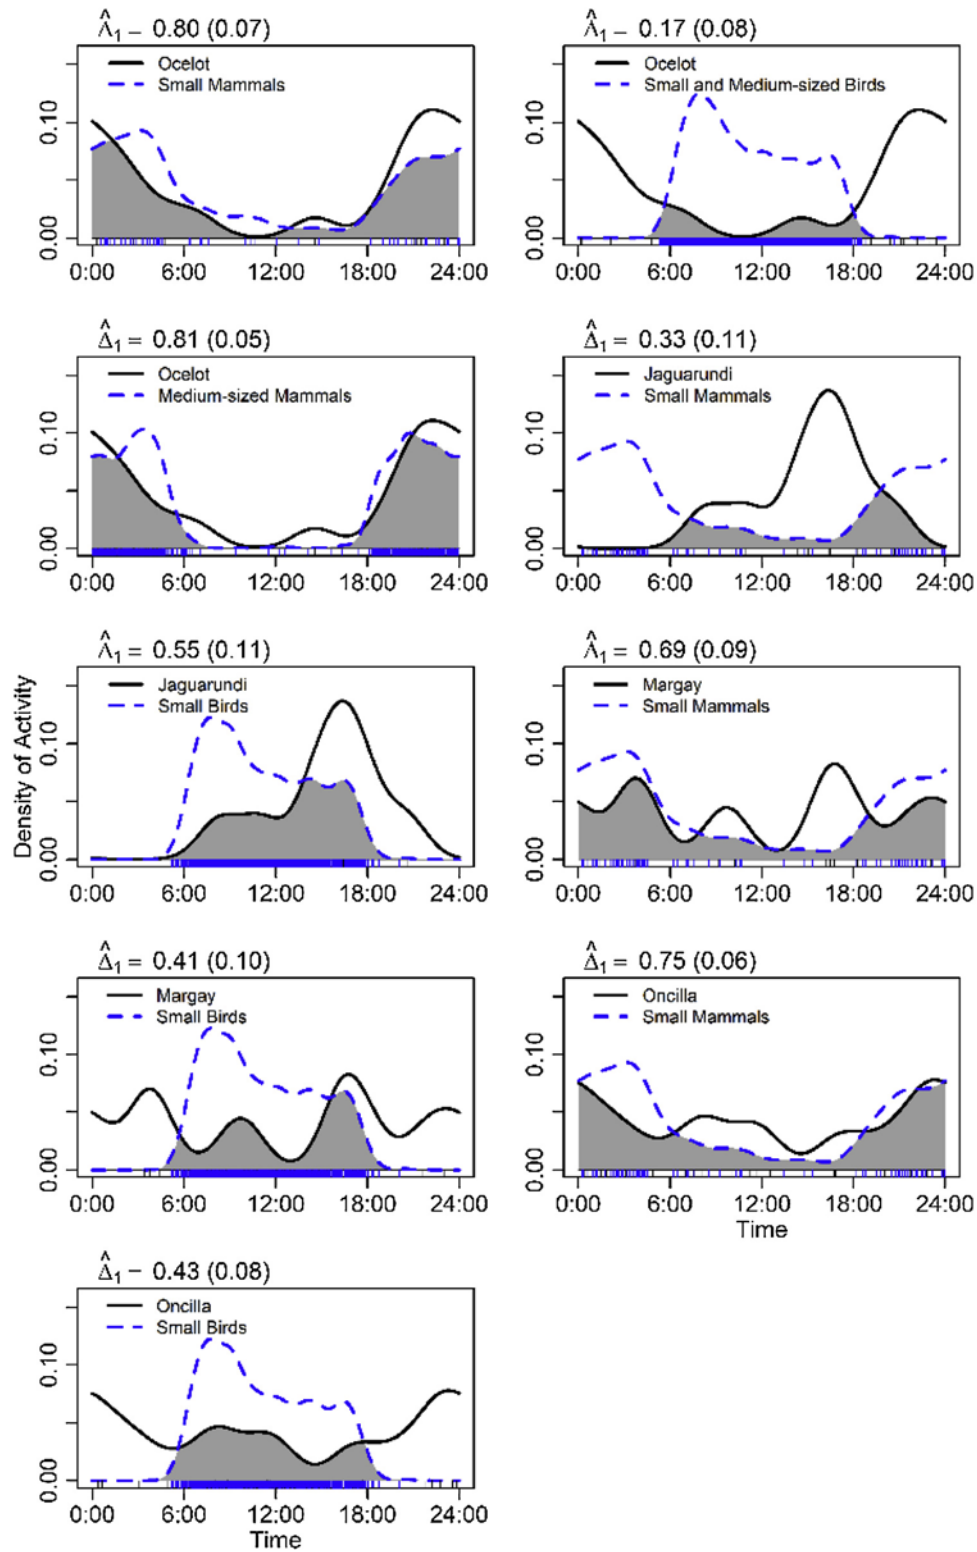 Δ̂₁ = 0.80 (0.07)
Ocelot
Small Mammals
0.10
0.00
0:00 6:00 12:00 18:00 24:00
Δ̂₁ = 0.17 (0.08)
Ocelot
Small and Medium-sized Birds
0.10
0.00
0:00 6:00 12:00 18:00 24:00
Δ̂₁ = 0.81 (0.05)
Ocelot
Medium-sized Mammals
0.10
0.00
0:00 6:00 12:00 18:00 24:00
Δ̂₁ = 0.33 (0.11)
Jaguarundi
Small Mammals
0.10
0.00
0:00 6:00 12:00 18:00 24:00
Density of Activity
Δ̂₁ = 0.55 (0.11)
Jaguarundi
Small Birds
0.10
0.00
0:00 6:00 12:00 18:00 24:00
Δ̂₁ = 0.69 (0.09)
Margay
Small Mammals
0.10
0.00
0:00 6:00 12:00 18:00 24:00
Δ̂₁ = 0.41 (0.10)
Margay
Small Birds
0.10
0.00
0:00 6:00 12:00 18:00 24:00
Δ̂₁ = 0.75 (0.06)
Oncilla
Small Mammals
0.10
0.00
0:00 6:00 12:00 18:00 24:00
Time
Δ̂₁ = 0.43 (0.08)
Oncilla
Small Birds
0.10
0.00
0:00 6:00 12:00 18:00 24:00
Time